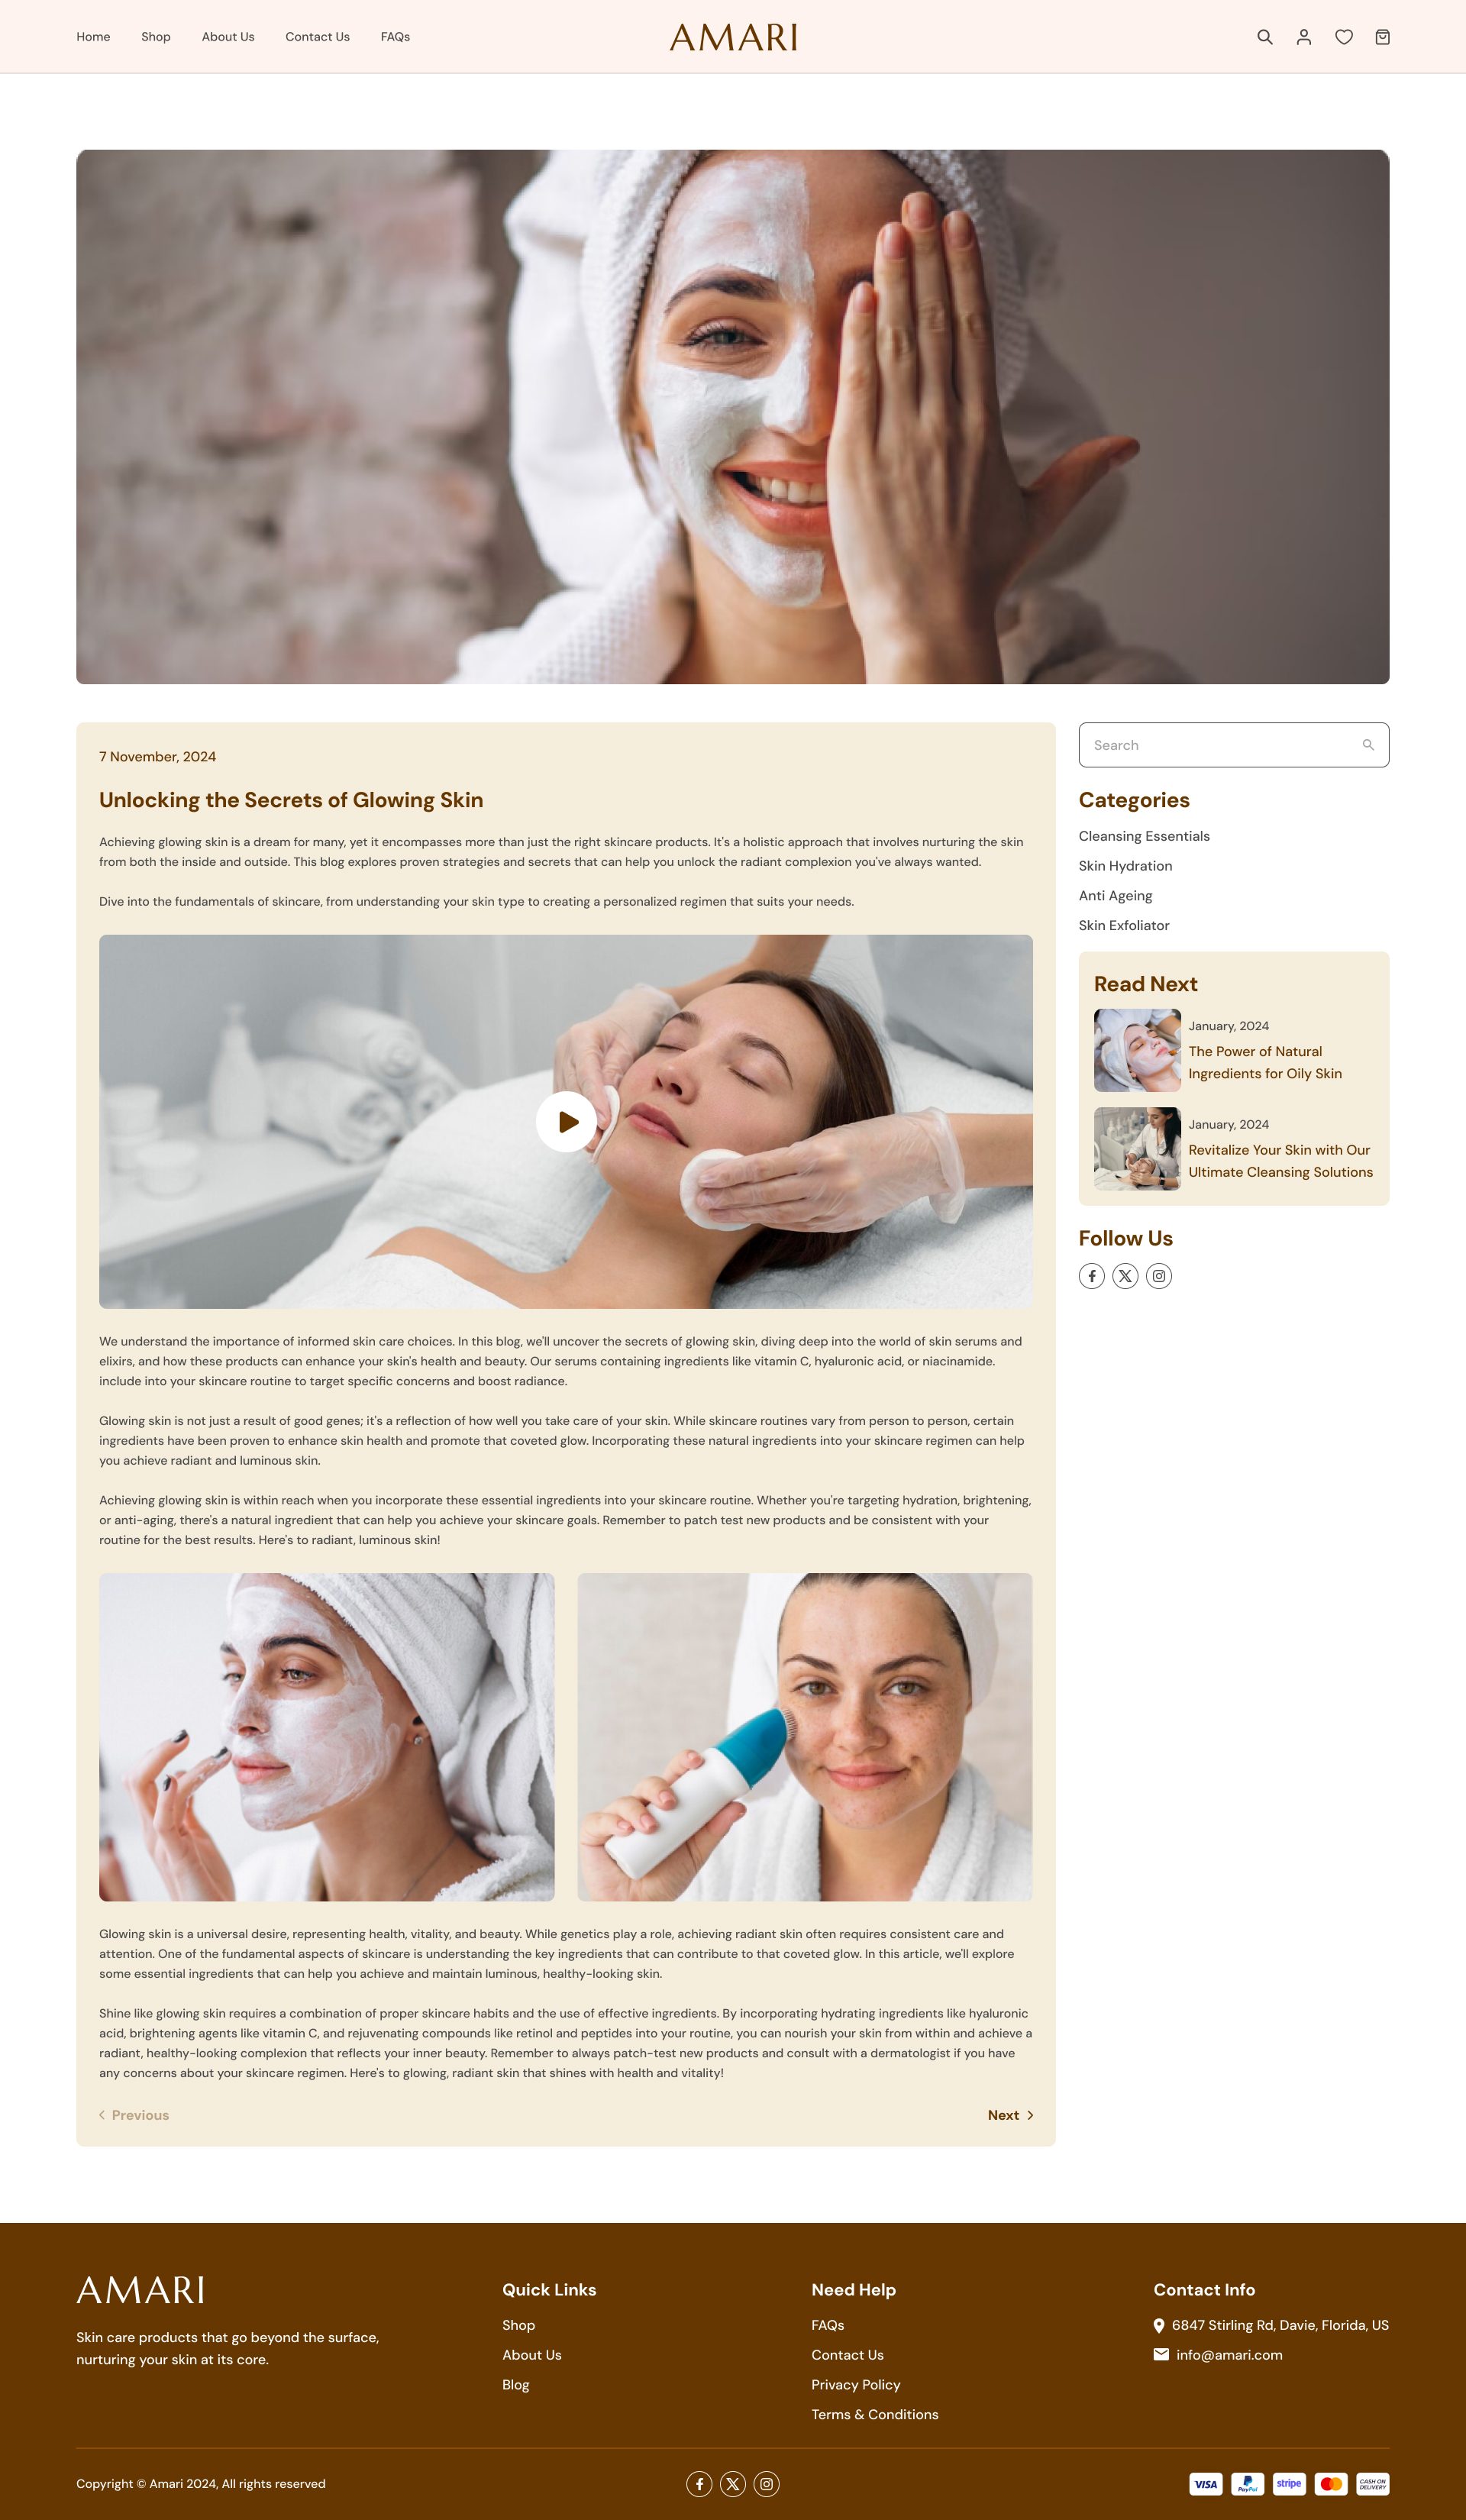 Home Shop About Us Contact Us FAQs
AMARI
7 November, 2024
Unlocking the Secrets of Glowing Skin
Achieving glowing skin is a dream for many, yet it encompasses more than just the right skincare products. It's a holistic approach that involves nurturing the skin
from both the inside and outside. This blog explores proven strategies and secrets that can help you unlock the radiant complexion you've always wanted.
Dive into the fundamentals of skincare, from understanding your skin type to creating a personalized regimen that suits your needs.
We understand the importance of informed skin care choices. In this blog, we'll uncover the secrets of glowing skin, diving deep into the world of skin serums and
elixirs, and how these products can enhance your skin's health and beauty. Our serums containing ingredients like vitamin C, hyaluronic acid, or niacinamide.
include into your skincare routine to target specific concerns and boost radiance.
Glowing skin is not just a result of good genes; it's a reflection of how well you take care of your skin. While skincare routines vary from person to person, certain
ingredients have been proven to enhance skin health and promote that coveted glow. Incorporating these natural ingredients into your skincare regimen can help
you achieve radiant and luminous skin.
Achieving glowing skin is within reach when you incorporate these essential ingredients into your skincare routine. Whether you're targeting hydration, brightening,
or anti-aging, there's a natural ingredient that can help you achieve your skincare goals. Remember to patch test new products and be consistent with your
routine for the best results. Here's to radiant, luminous skin!
Glowing skin is a universal desire, representing health, vitality, and beauty. While genetics play a role, achieving radiant skin often requires consistent care and
attention. One of the fundamental aspects of skincare is understanding the key ingredients that can contribute to that coveted glow. In this article, we'll explore
some essential ingredients that can help you achieve and maintain luminous, healthy-looking skin.
Shine like glowing skin requires a combination of proper skincare habits and the use of effective ingredients. By incorporating hydrating ingredients like hyaluronic
acid, brightening agents like vitamin C, and rejuvenating compounds like retinol and peptides into your routine, you can nourish your skin from within and achieve a
radiant, healthy-looking complexion that reflects your inner beauty. Remember to always patch-test new products and consult with a dermatologist if you have
any concerns about your skincare regimen. Here's to glowing, radiant skin that shines with health and vitality!
Previous
Next
Search
Categories
Cleansing Essentials
Skin Hydration
Anti Ageing
Skin Exfoliator
Read Next
January, 2024
The Power of Natural
Ingredients for Oily Skin
January, 2024
Revitalize Your Skin with Our
Ultimate Cleansing Solutions
Follow Us
AMARI
Skin care products that go beyond the surface,
nurturing your skin at its core.
Quick Links
Shop
About Us
Blog
Need Help
FAQs
Contact Us
Privacy Policy
Terms & Conditions
Contact Info
6847 Stirling Rd, Davie, Florida, US
info@amari.com
Copyright © Amari 2024, All rights reserved
VISA
PayPal
stripe
CASH ON
DELIVERY